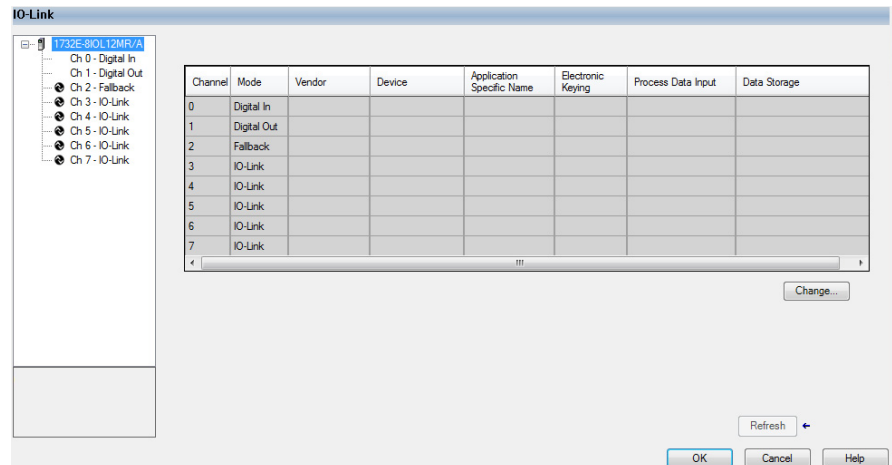 IO-Link
1732E-8IOL12MR/A
Ch 0 - Digital In
Ch 1 - Digital Out
Ch 2 - Fallback
Ch 3 - IO-Link
Ch 4 - IO-Link
Ch 5 - IO-Link
Ch 6 - IO-Link
Ch 7 - IO-Link
Channel Mode Vendor Device Application Specific Name Electronic Keying Process Data Input Data Storage
0 Digital In
1 Digital Out
2 Fallback
3 IO-Link
4 IO-Link
5 IO-Link
6 IO-Link
7 IO-Link
Change...
Refresh
OK Cancel Help